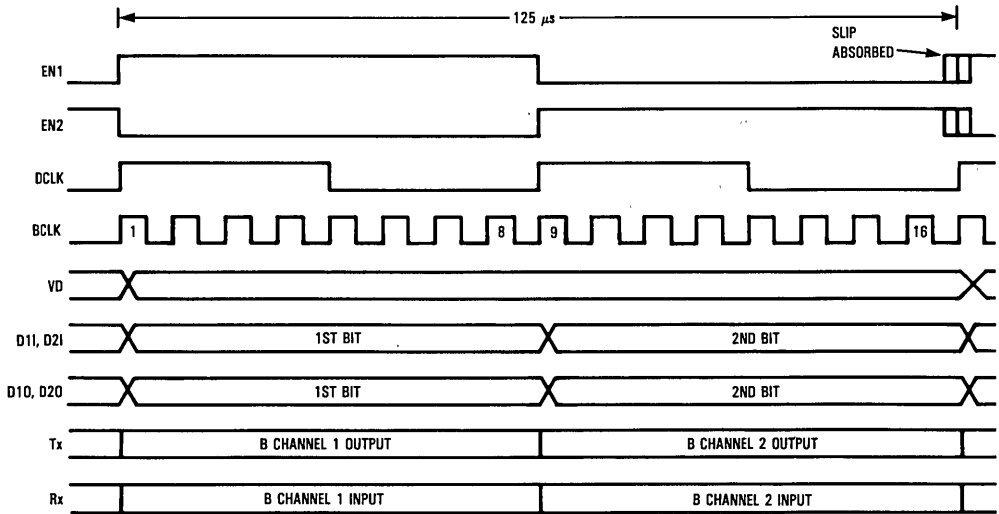 125 µs
SLIP
ABSORBED
EN1
EN2
DCLK
BCLK 1 8 9 16
VD
D1I, D2I 1ST BIT 2ND BIT
D1O, D2O 1ST BIT 2ND BIT
Tx B CHANNEL 1 OUTPUT B CHANNEL 2 OUTPUT
Rx B CHANNEL 1 INPUT B CHANNEL 2 INPUT